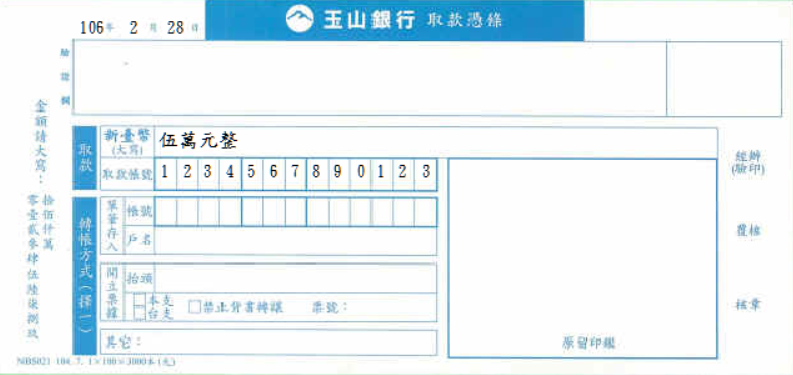 玉山銀行 取款憑條
106年 2 月 28 日
驗證欄
金額請大寫：
拾佰仟萬
零壹貳參肆伍陸柒捌玖
取款
新臺幣(大寫) 伍萬元整
取款帳號 1 2 3 4 5 6 7 8 9 0 1 2 3
轉帳方式(擇一)
單筆存入
帳號
戶名
開立票據
抬頭
本支
台支
禁止背書轉讓 票號：
其它：
原留印鑑
經辦(驗印)
覆核
核章
NBS021 104. 7. 1×100×3000本